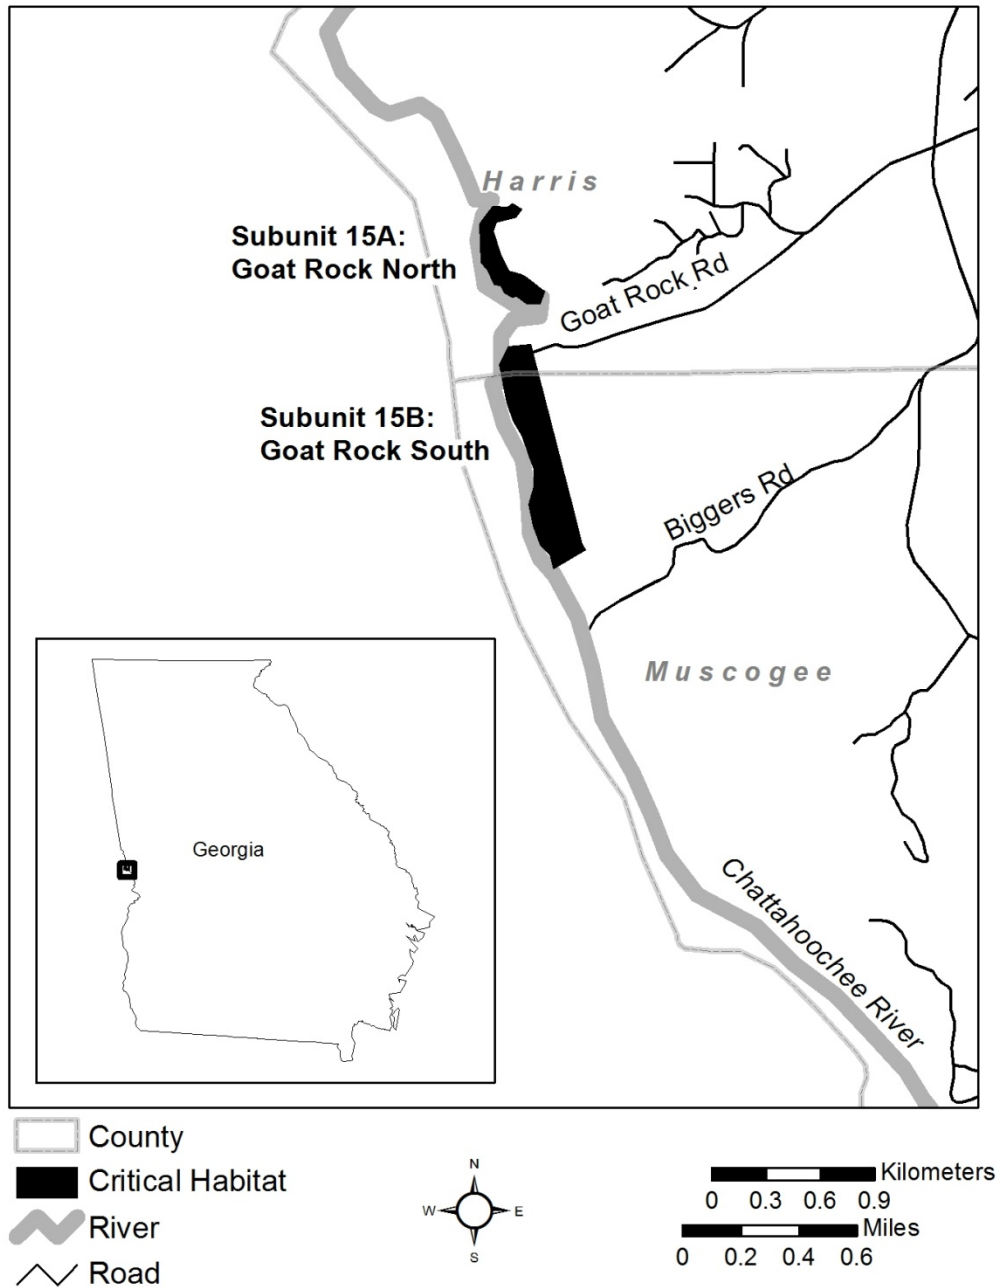 Harris
Subunit 15A:
Goat Rock North
Goat Rock Rd
Subunit 15B:
Goat Rock South
Biggers Rd
Muscogee
Georgia
Chattahoochee River
County
Critical Habitat
River
Road
N
W E
S
Kilometers
0 0.3 0.6 0.9
Miles
0 0.2 0.4 0.6